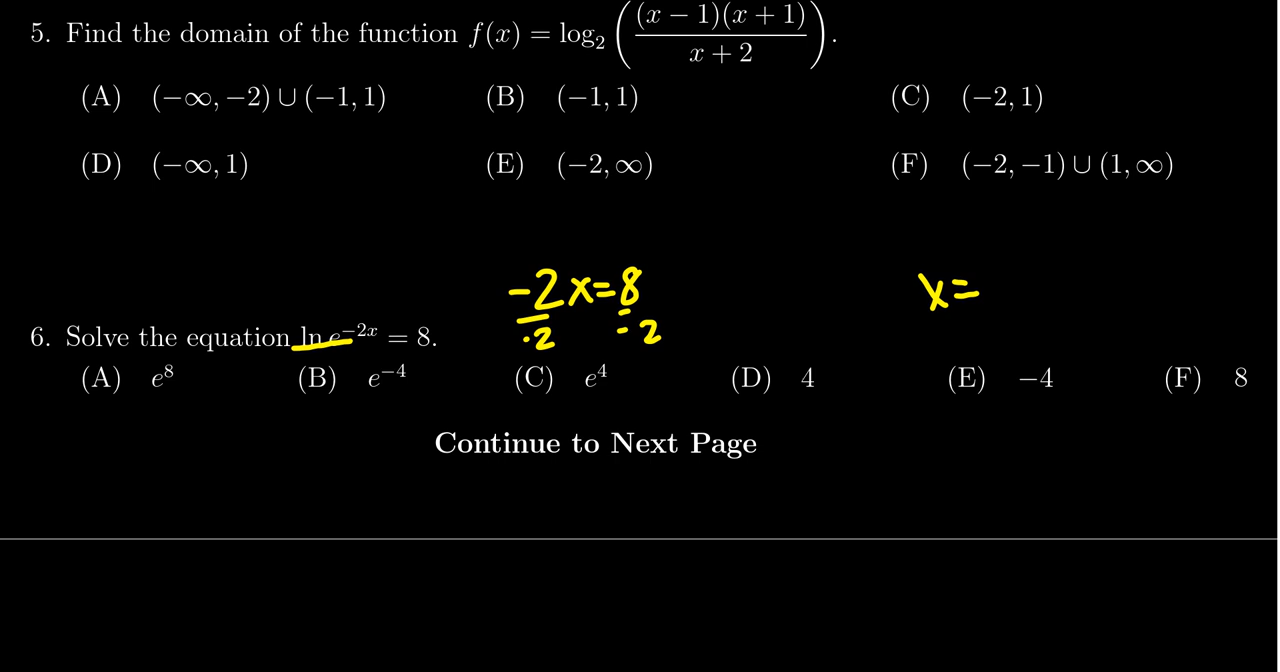 5. Find the domain of the function f(x) = log₂((x − 1)(x + 1) / (x + 2)).
(A) (−∞, −2) ∪ (−1, 1) (B) (−1, 1) (C) (−2, 1)
(D) (−∞, 1) (E) (−2, ∞) (F) (−2, −1) ∪ (1, ∞)
-2x=8 x=
-2 -2
6. Solve the equation ln e⁻²ˣ = 8.
(A) e⁸ (B) e⁻⁴ (C) e⁴ (D) 4 (E) −4 (F) 8
Continue to Next Page